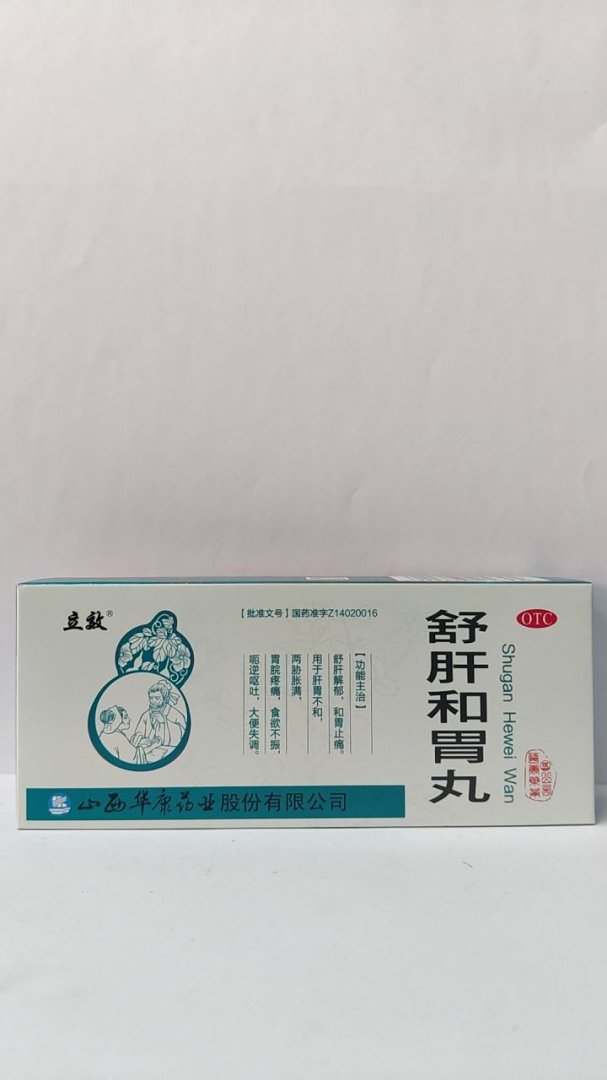 立效®
【批准文号】国药准字Z14020016
【功能主治】
舒肝解郁，和胃止痛。
用于肝胃不和，
两胁胀满，
胃脘疼痛，食欲不振，
呃逆呕吐，大便失调。
舒肝和胃丸
Shugan Hewei Wan
OTC
山西华康药业股份有限公司